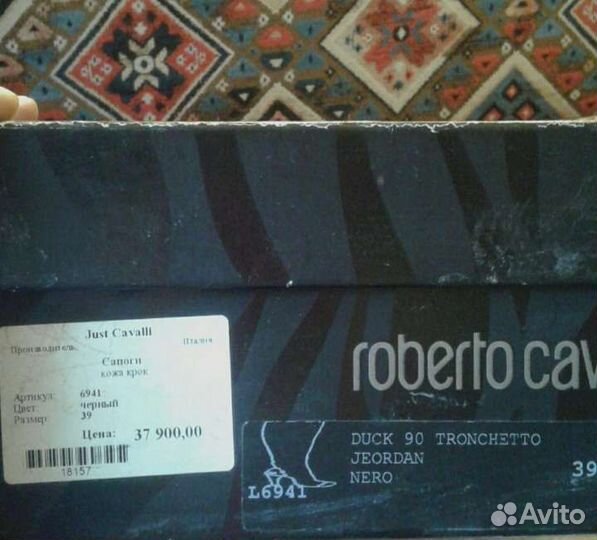 Just Cavalli
Производитель: Италия
Сапоги
кожа крок
Артикул: 6941
Цвет: черный
Размер: 39
Цена: 37 900,00
18157
roberto cav
DUCK 90 TRONCHETTO
JEORDAN
NERO 39
L6941
Avito